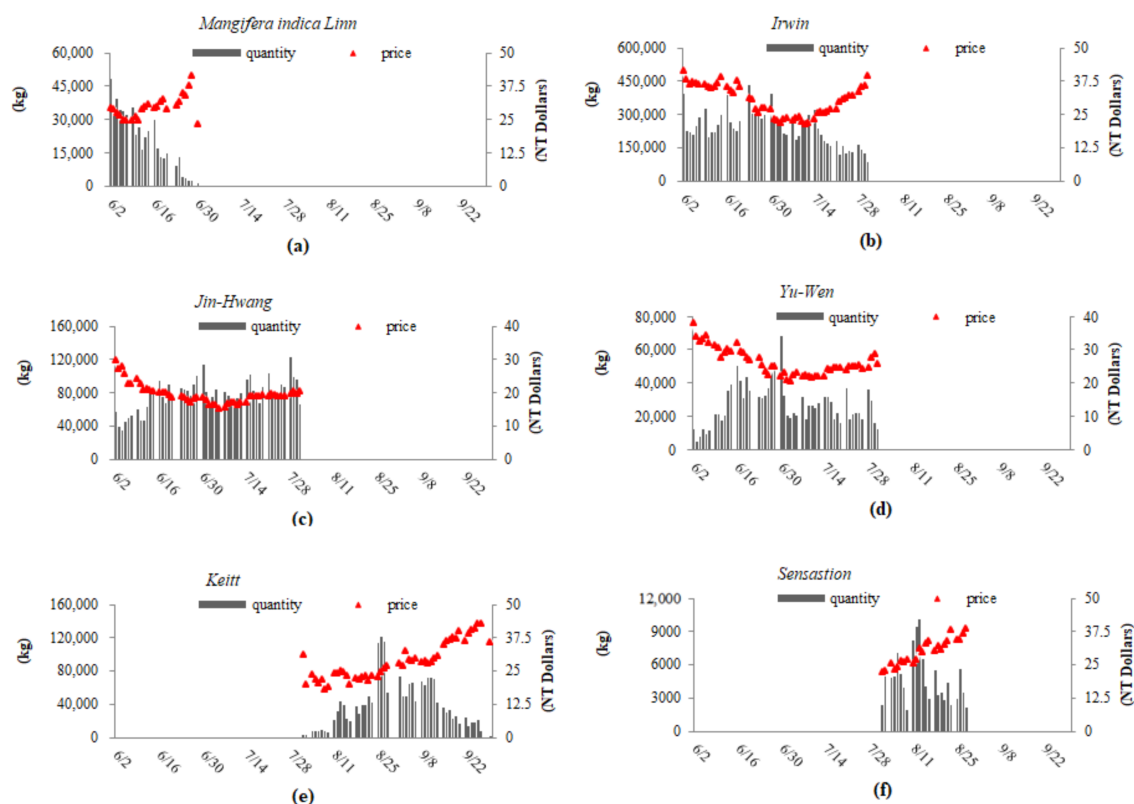 Mangifera indica Linn
quantity price
(kg)
60,000
45,000
30,000
15,000
0
50
37.5
25
12.5
0
(NT Dollars)
6/2 6/16 6/30 7/14 7/28 8/11 8/25 9/8 9/22
(a)
Irwin
quantity price
(kg)
600,000
450,000
300,000
150,000
0
50
37.5
25
12.5
0
(NT Dollars)
6/2 6/16 6/30 7/14 7/28 8/11 8/25 9/8 9/22
(b)
Jin-Hwang
quantity price
(kg)
160,000
120,000
80,000
40,000
0
40
30
20
10
0
(NT Dollars)
6/2 6/16 6/30 7/14 7/28 8/11 8/25 9/8 9/22
(c)
Yu-Wen
quantity price
(kg)
80,000
60,000
40,000
20,000
0
40
30
20
10
0
(NT Dollars)
6/2 6/16 6/30 7/14 7/28 8/11 8/25 9/8 9/22
(d)
Keitt
quantity price
(kg)
160,000
120,000
80,000
40,000
0
50
37.5
25
12.5
0
(NT Dollars)
6/2 6/16 6/30 7/14 7/28 8/11 8/25 9/8 9/22
(e)
Sensastion
quantity price
(kg)
12,000
9000
6000
3000
0
50
37.5
25
12.5
0
(NT Dollars)
6/2 6/16 6/30 7/14 7/28 8/11 8/25 9/8 9/22
(f)